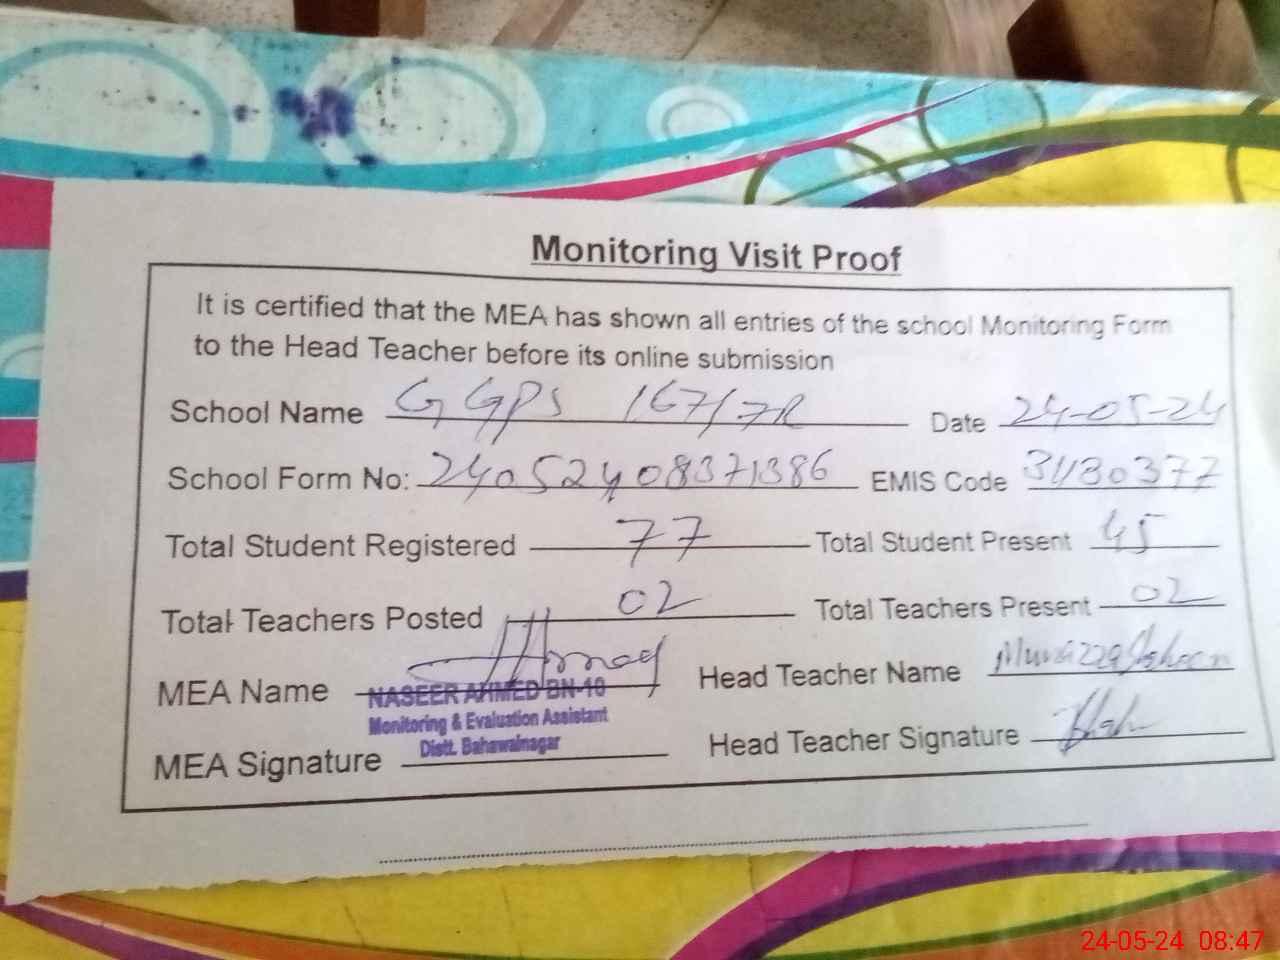 Monitoring Visit Proof
It is certified that the MEA has shown all entries of the school Monitoring Form
to the Head Teacher before its online submission
School Name G GPS 167/7R Date 24-05-24
School Form No: 24052408371386 EMIS Code 3130377
Total Student Registered 77 Total Student Present 45
Total Teachers Posted 02 Total Teachers Present 02
MEA Name Head Teacher Name
NASEER AHMED BN-10
Monitoring & Evaluation Assistant
Distt. Bahawalnagar
MEA Signature Head Teacher Signature
24-05-24 08:47